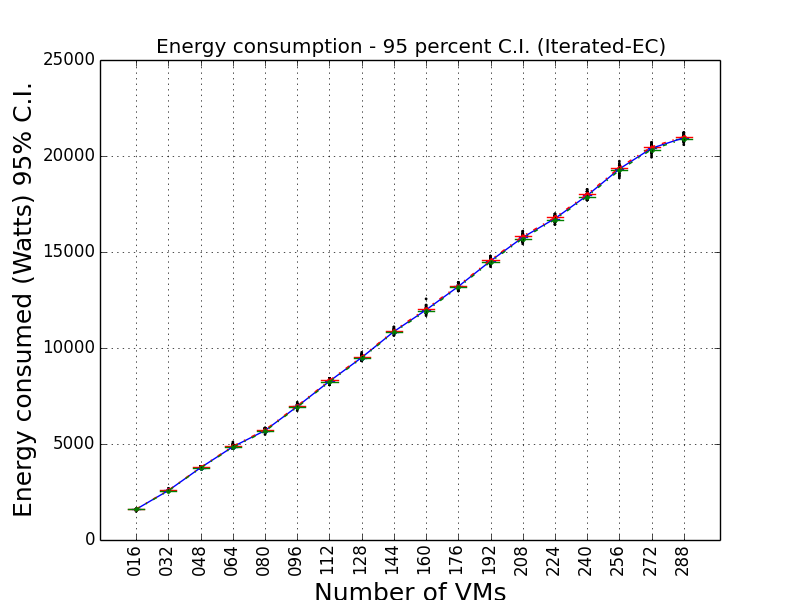 Energy consumption - 95 percent C.I. (Iterated-EC)
Energy consumed (Watts) 95% C.I.
25000
20000
15000
10000
5000
0
016 032 048 064 080 096 112 128 144 160 176 192 208 224 240 256 272 288
Number of VMs